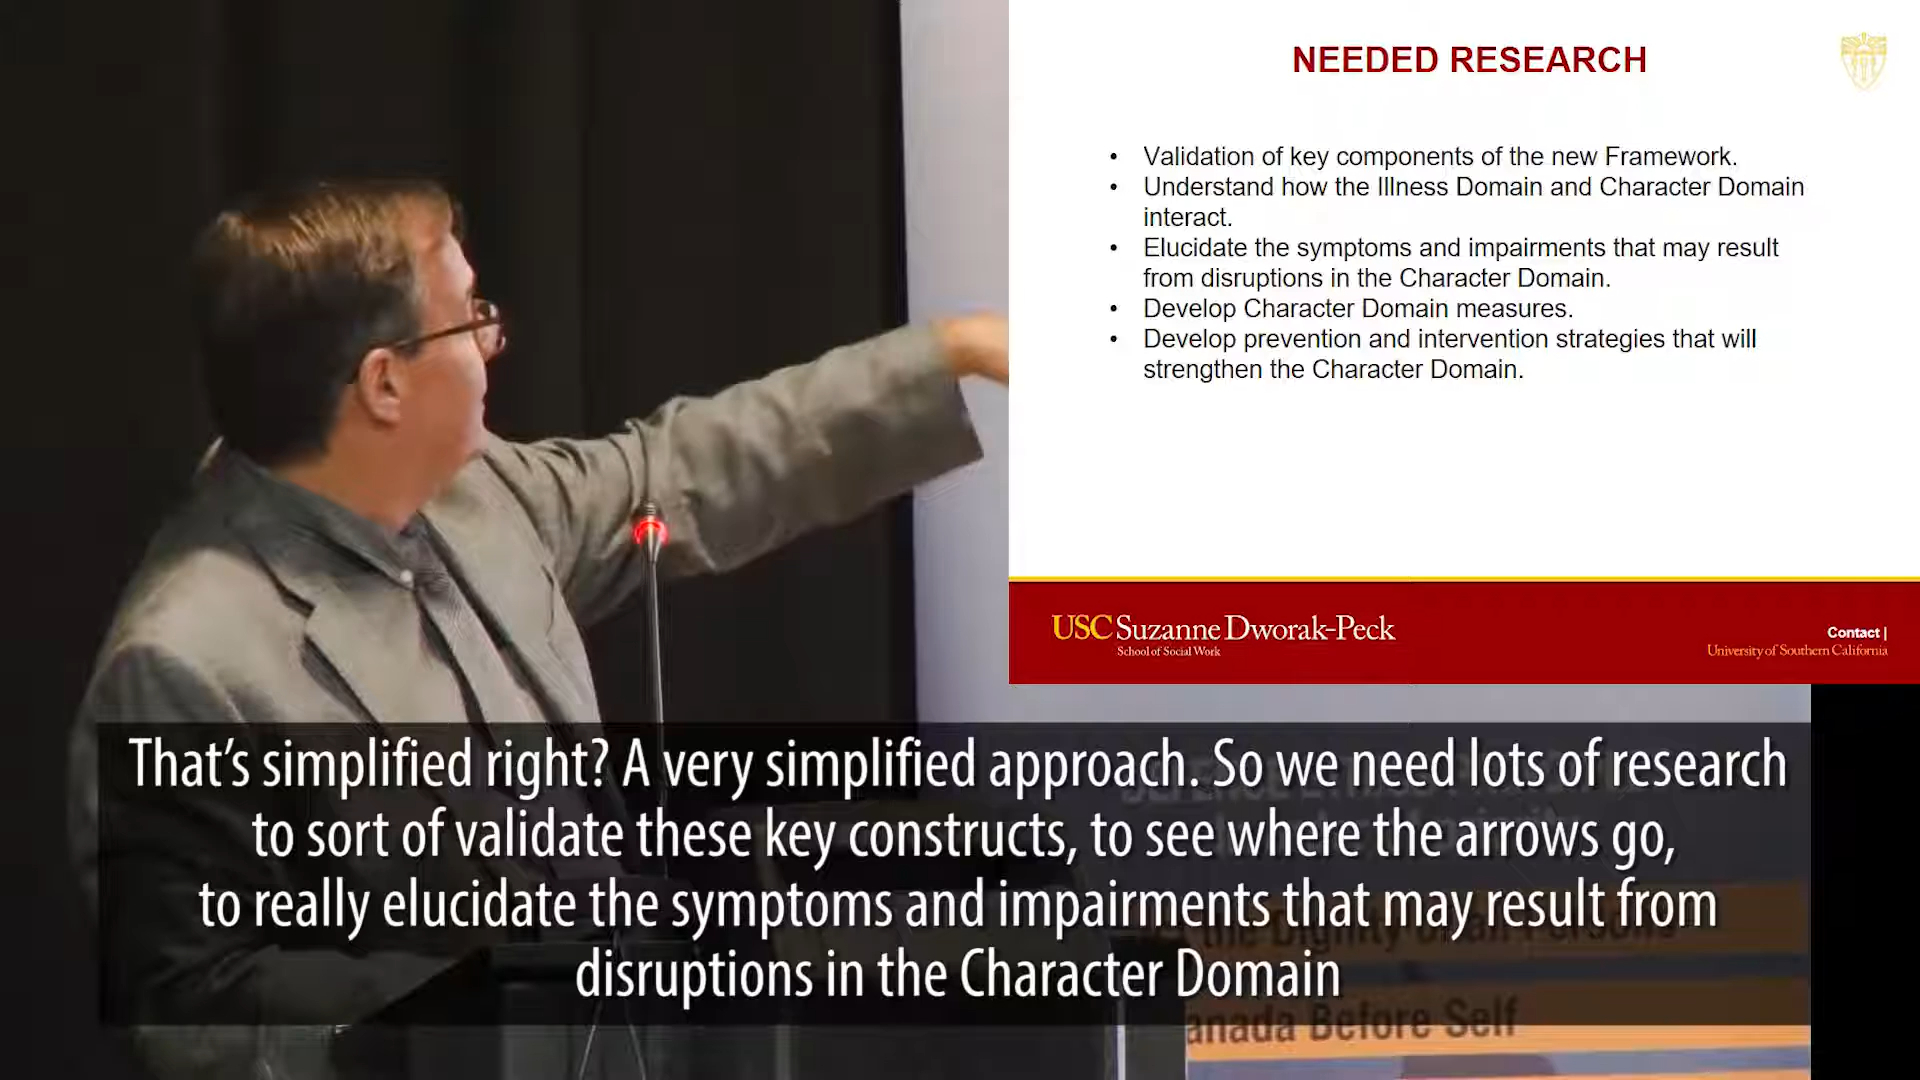 NEEDED RESEARCH
• Validation of key components of the new Framework.
• Understand how the Illness Domain and Character Domain
interact.
• Elucidate the symptoms and impairments that may result
from disruptions in the Character Domain.
• Develop Character Domain measures.
• Develop prevention and intervention strategies that will
strengthen the Character Domain.
USC Suzanne Dworak-Peck
School of Social Work
Contact |
University of Southern California
That's simplified right? A very simplified approach. So we need lots of research
to sort of validate these key constructs, to see where the arrows go,
to really elucidate the symptoms and impairments that may result from
disruptions in the Character Domain
the Dignity of all Persons
anada Before Self